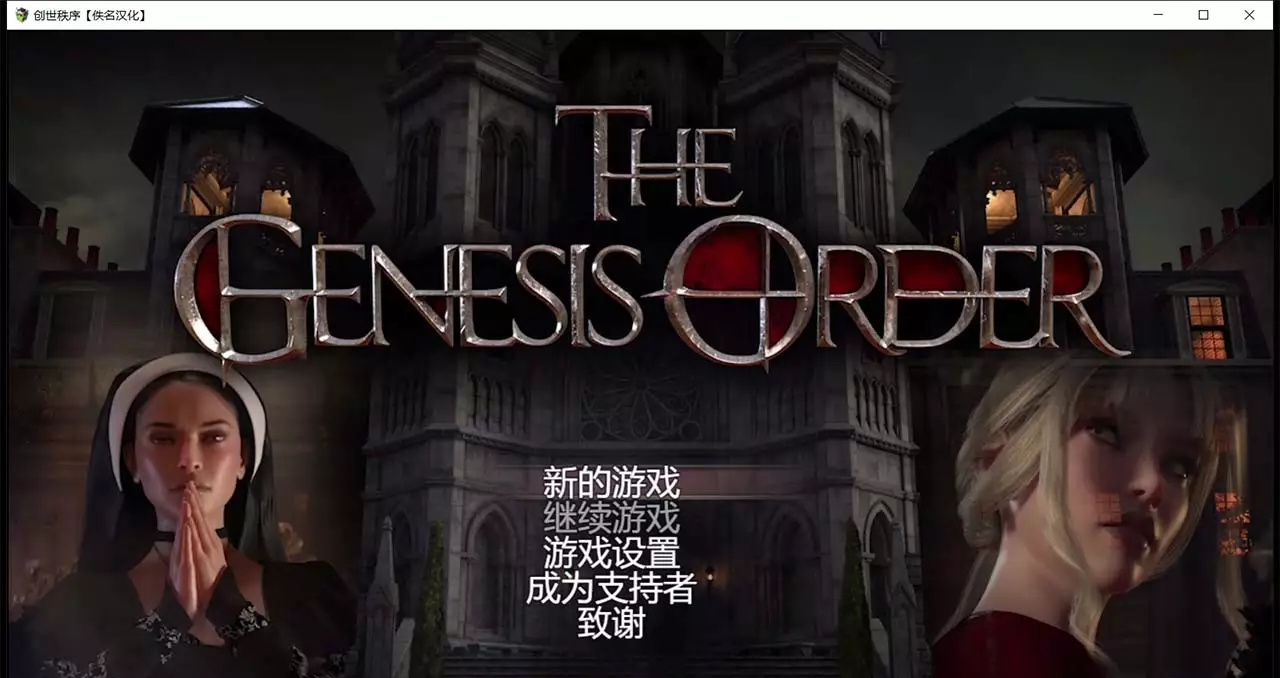 创世秩序【佚名汉化】
THE
GENESIS ORDER
新的游戏
继续游戏
游戏设置
成为支持者
致谢